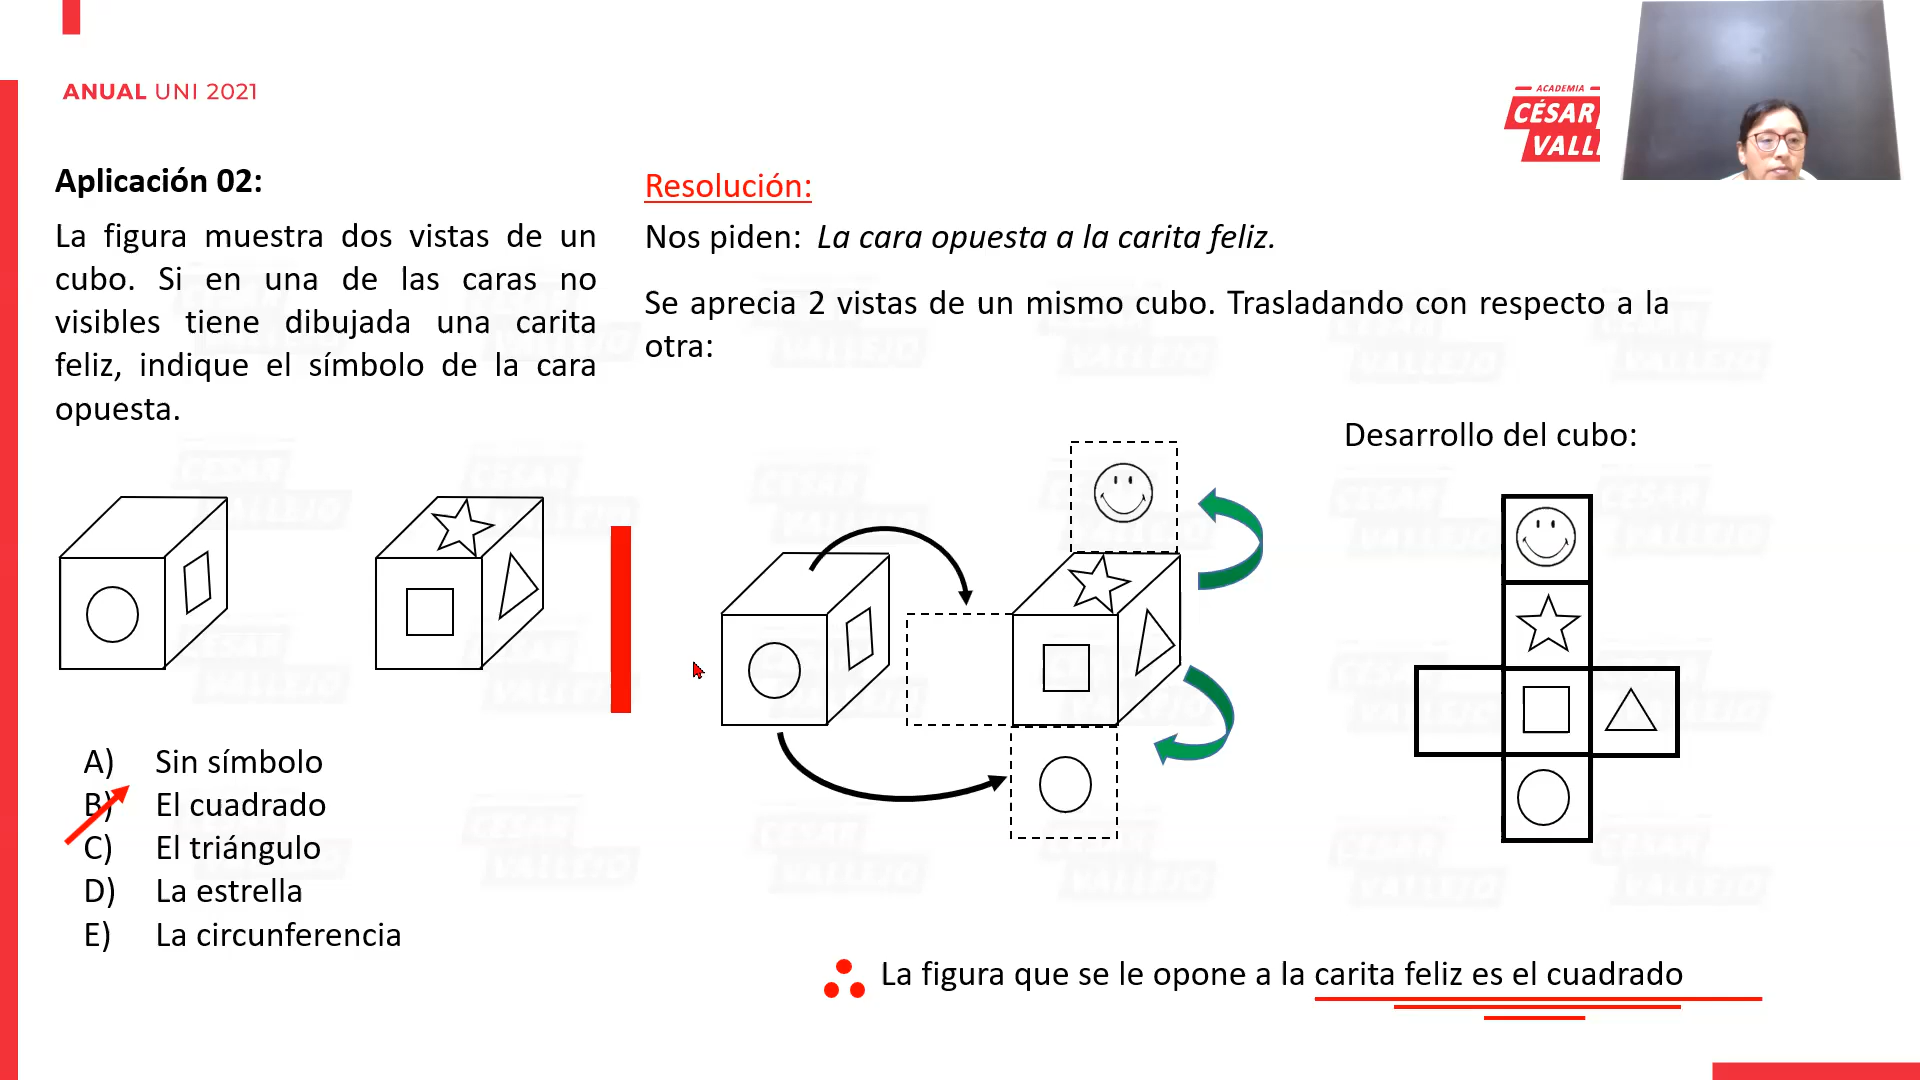 ANUAL UNI 2021
ACADEMIA
CÉSAR
VALL
Aplicación 02:
La figura muestra dos vistas de un
cubo. Si en una de las caras no
visibles tiene dibujada una carita
feliz, indique el símbolo de la cara
opuesta.
A) Sin símbolo
B) El cuadrado
C) El triángulo
D) La estrella
E) La circunferencia
Resolución:
Nos piden: La cara opuesta a la carita feliz.
Se aprecia 2 vistas de un mismo cubo. Trasladando con respecto a la
otra:
Desarrollo del cubo:
La figura que se le opone a la carita feliz es el cuadrado
CESAR
VALLEJO